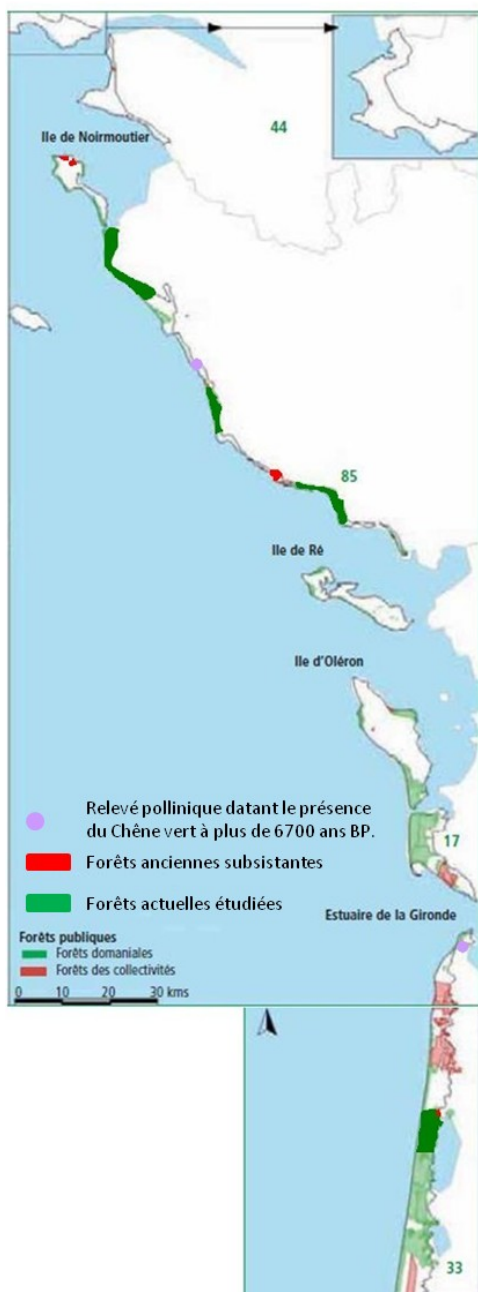 Ile de Noirmoutier
44
85
Ile de Ré
Ile d'Oléron
Relevé pollinique datant le présence
du Chêne vert à plus de 6700 ans BP.
17
Forêts anciennes subsistantes
Forêts actuelles étudiées
Estuaire de la Gironde
Forêts publiques
Forêts domaniales
Forêts des collectivités
0 10 20 30 kms
33